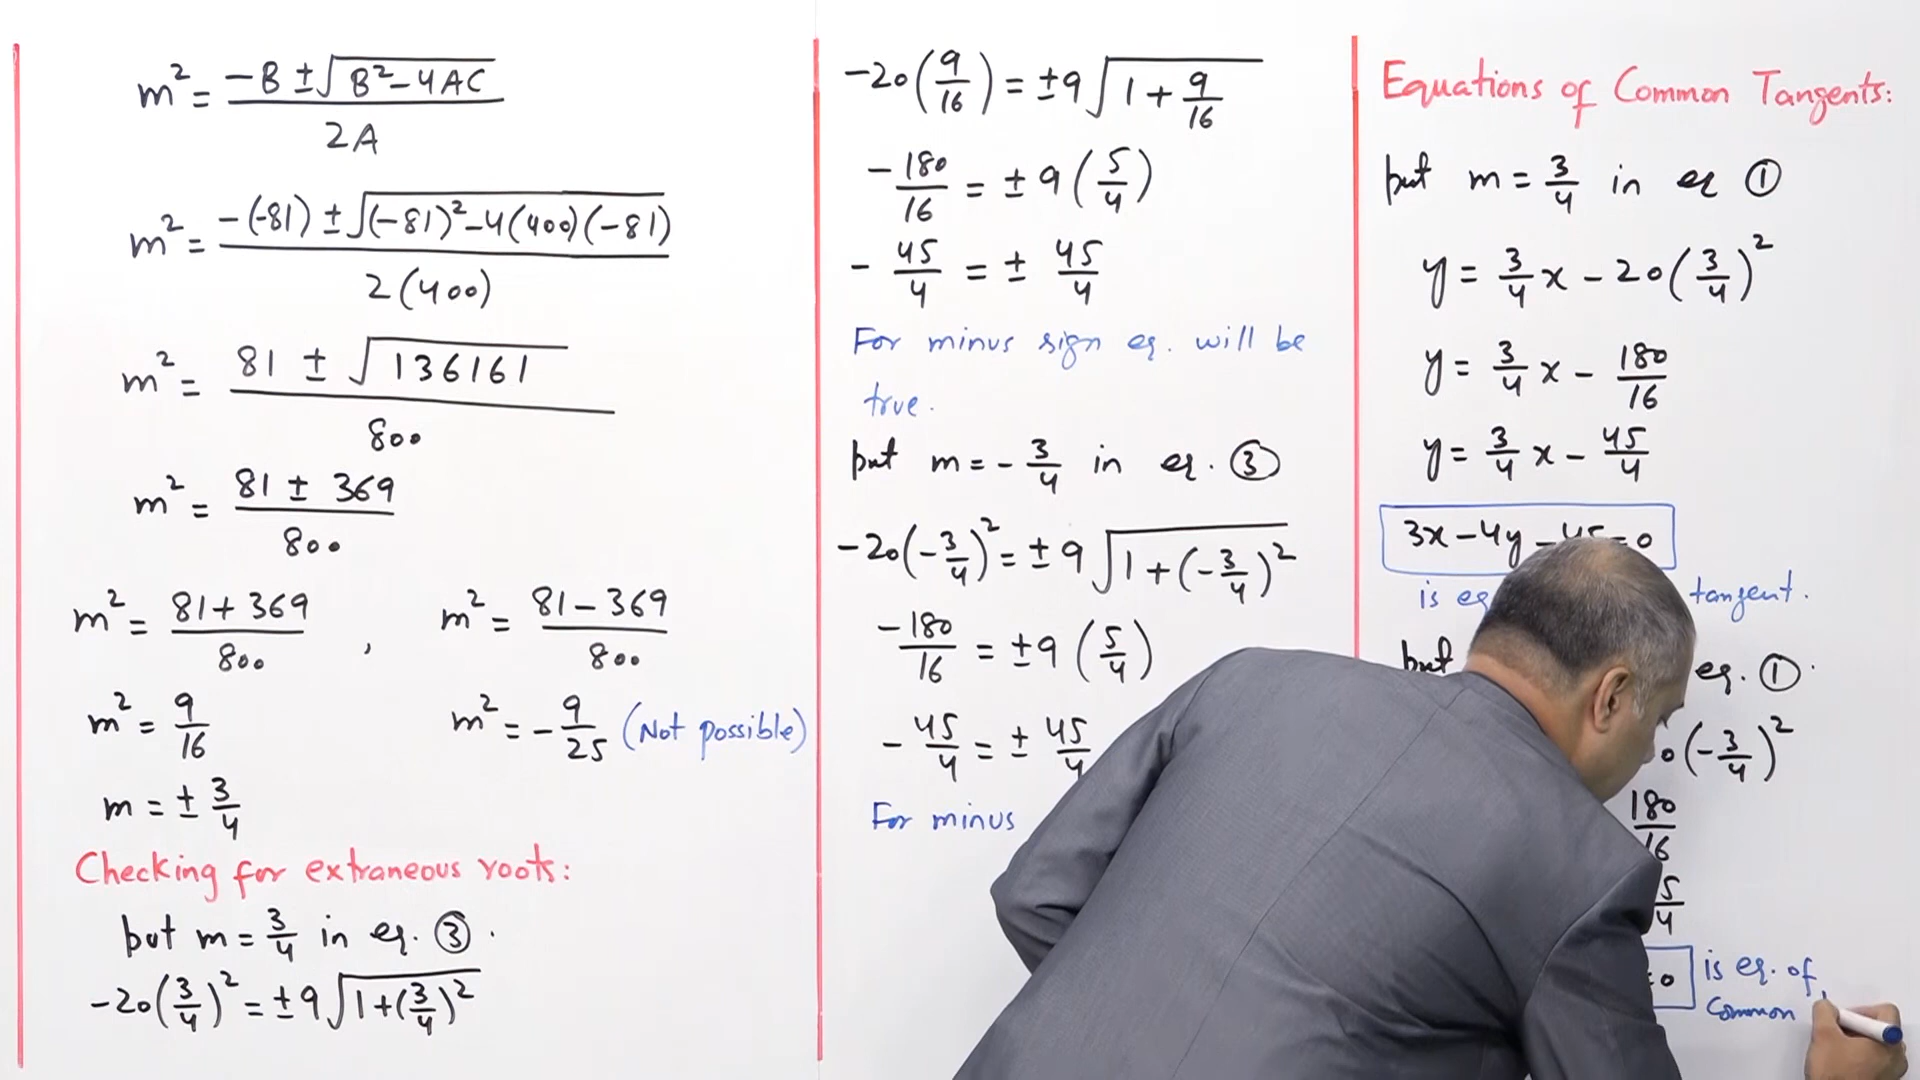 m² = (-B ± √(B²-4AC)) / 2A
m² = (-(-81) ± √((-81)²-4(400)(-81))) / 2(400)
m² = (81 ± √136161) / 800
m² = (81 ± 369) / 800
m² = (81+369) / 800 , m² = (81-369) / 800
m² = 9/16 m² = -9/25 (Not possible)
m = ± 3/4
Checking for extraneous roots:
put m = 3/4 in eq. ③.
-20(3/4)² = ±9√(1+(3/4)²)
-20(9/16) = ±9√(1+9/16)
-180/16 = ±9(5/4)
-45/4 = ± 45/4
For minus sign eq. will be
true.
put m = -3/4 in eq. ③
-20(-3/4)² = ±9√(1+(-3/4)²)
-180/16 = ±9(5/4)
-45/4 = ± 45/4
For minus
Equations of Common Tangents:
put m = 3/4 in eq ①
y = 3/4 x - 20(3/4)²
y = 3/4 x - 180/16
y = 3/4 x - 45/4
3x-4y-45=0
is tangent.
put eq. ①.
(-3/4)²
180/16
=0 is eq. of
Common